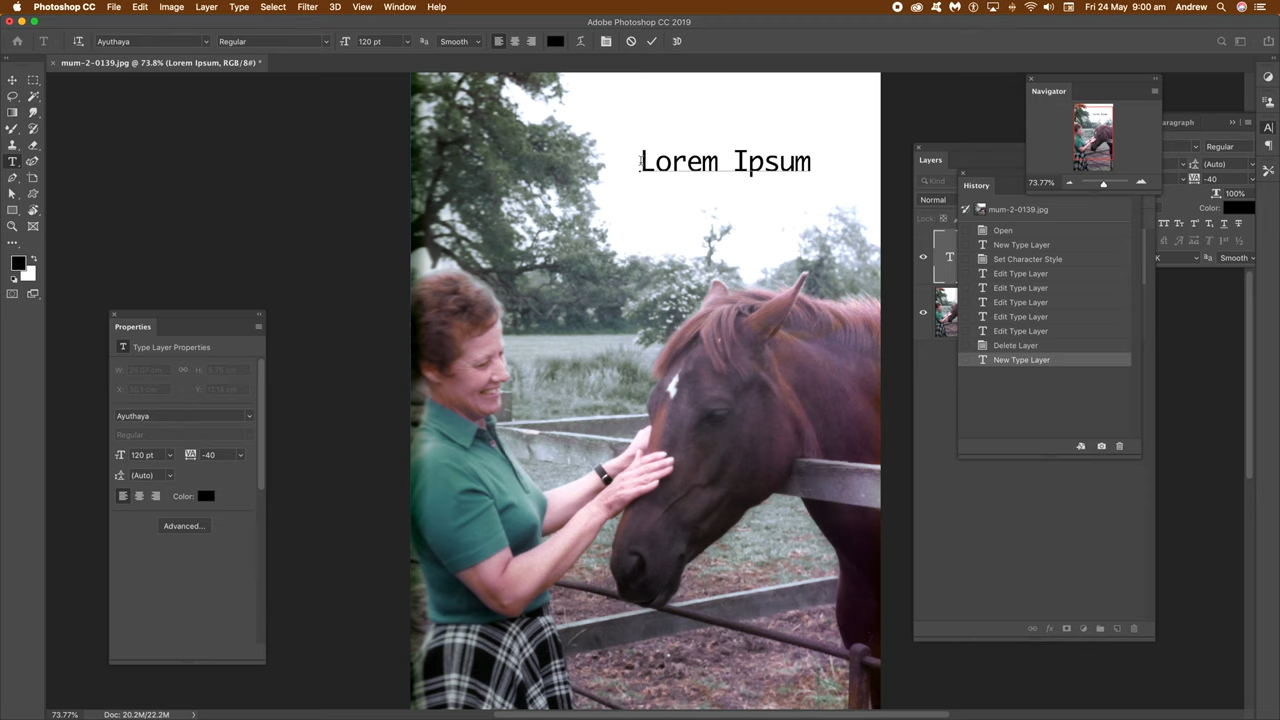 Photoshop CC File Edit Image Layer Type Select Filter 3D View Window Help Fri 24 May 9:00 am Andrew
Adobe Photoshop CC 2019
T Ayuthaya Regular 120 pt Smooth 3D
mum-2-0139.jpg @ 73.8% (Lorem Ipsum, RGB/8#) *
Navigator
73.77%
Paragraph
Regular
(Auto)
-40
100%
Color:
Smooth
Layers
Kind
Normal
Lock:
History
mum-2-0139.jpg
Open
New Type Layer
Set Character Style
Edit Type Layer
Edit Type Layer
Edit Type Layer
Edit Type Layer
Edit Type Layer
Delete Layer
New Type Layer
Lorem Ipsum
Properties
Type Layer Properties
W: H:
X: Y:
Ayuthaya
Regular
120 pt -40
(Auto)
Color:
Advanced...
73.77% Doc: 20.2M/22.2M